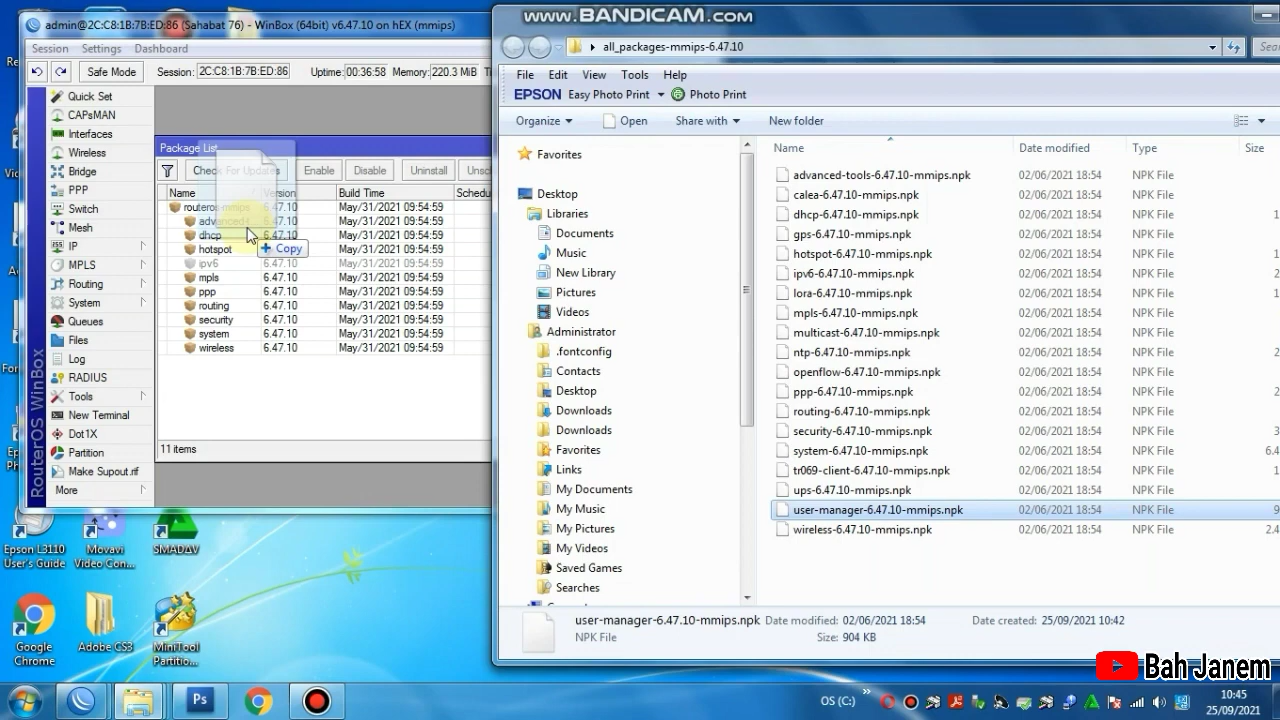 www.BANDICAM.com
admin@2C:C8:1B:7B:ED:86 (Sahabat 76) - WinBox (64bit) v6.47.10 on hEX (mmips)
Session Settings Dashboard
Safe Mode Session: 2C:C8:1B:7B:ED:86 Uptime: 00:36:58 Memory: 220.3 MiB
Quick Set
CAPsMAN
Interfaces
Wireless
Bridge
PPP
Switch
Mesh
IP
MPLS
Routing
System
Queues
Files
Log
RADIUS
Tools
New Terminal
Dot1X
Partition
Make Supout.rif
More
RouterOS WinBox
Package List
Check For Updates Enable Disable Uninstall
Name Version Build Time
routeros-mmips 6.47.10 May/31/2021 09:54:59
advanced-t 6.47.10 May/31/2021 09:54:59
dhcp 6.47.10 May/31/2021 09:54:59
hotspot May/31/2021 09:54:59
ipv6 6.47.10 May/31/2021 09:54:59
mpls 6.47.10 May/31/2021 09:54:59
ppp 6.47.10 May/31/2021 09:54:59
routing 6.47.10 May/31/2021 09:54:59
security 6.47.10 May/31/2021 09:54:59
system 6.47.10 May/31/2021 09:54:59
wireless 6.47.10 May/31/2021 09:54:59
Copy
11 items
all_packages-mmips-6.47.10
File Edit View Tools Help
EPSON Easy Photo Print Photo Print
Organize Open Share with New folder
Favorites
Desktop
Libraries
Documents
Music
New Library
Pictures
Videos
Administrator
.fontconfig
Contacts
Desktop
Downloads
Downloads
Favorites
Links
My Documents
My Music
My Pictures
My Videos
Saved Games
Searches
Name Date modified Type Size
advanced-tools-6.47.10-mmips.npk 02/06/2021 18:54 NPK File
calea-6.47.10-mmips.npk 02/06/2021 18:54 NPK File
dhcp-6.47.10-mmips.npk 02/06/2021 18:54 NPK File
gps-6.47.10-mmips.npk 02/06/2021 18:54 NPK File
hotspot-6.47.10-mmips.npk 02/06/2021 18:54 NPK File
ipv6-6.47.10-mmips.npk 02/06/2021 18:54 NPK File
lora-6.47.10-mmips.npk 02/06/2021 18:54 NPK File
mpls-6.47.10-mmips.npk 02/06/2021 18:54 NPK File
multicast-6.47.10-mmips.npk 02/06/2021 18:54 NPK File
ntp-6.47.10-mmips.npk 02/06/2021 18:54 NPK File
openflow-6.47.10-mmips.npk 02/06/2021 18:54 NPK File
ppp-6.47.10-mmips.npk 02/06/2021 18:54 NPK File
routing-6.47.10-mmips.npk 02/06/2021 18:54 NPK File
security-6.47.10-mmips.npk 02/06/2021 18:54 NPK File
system-6.47.10-mmips.npk 02/06/2021 18:54 NPK File
tr069-client-6.47.10-mmips.npk 02/06/2021 18:54 NPK File
ups-6.47.10-mmips.npk 02/06/2021 18:54 NPK File
user-manager-6.47.10-mmips.npk 02/06/2021 18:54 NPK File
wireless-6.47.10-mmips.npk 02/06/2021 18:54 NPK File
user-manager-6.47.10-mmips.npk Date modified: 02/06/2021 18:54 Date created: 25/09/2021 10:42
NPK File Size: 904 KB
Epson L3110 User's Guide
Movavi Video Con...
SMADΔV
Google Chrome
Adobe CS3
MiniTool Partitio...
Bah Janem
Ps
OS (C:)
10:45
25/09/2021